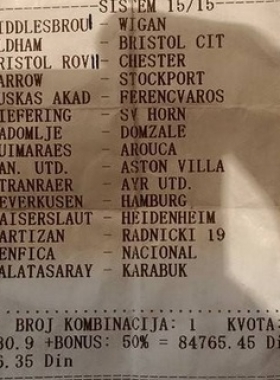 SISTEM 15/15
IDDLESBROU - WIGAN
LDHAM - BRISTOL CIT
RISTOL ROV - CHESTER
ARROW - STOCKPORT
USKAS AKAD - FERENCVAROS
IEFERING - SV HORN
ADOMLJE - DOMZALE
UIMARAES - AROUCA
AN. UTD. - ASTON VILLA
TRANRAER - AYR UTD.
EVERKUSEN - HAMBURG
AISERSLAUT - HEIDENHEIM
ARTIZAN - RADNICKI 19
ENFICA - NACIONAL
ALATASARAY - KARABUK
BROJ KOMBINACIJA: 1 KVOTA:
30.9 +BONUS: 50% = 84765.45 Di
6.35 Din